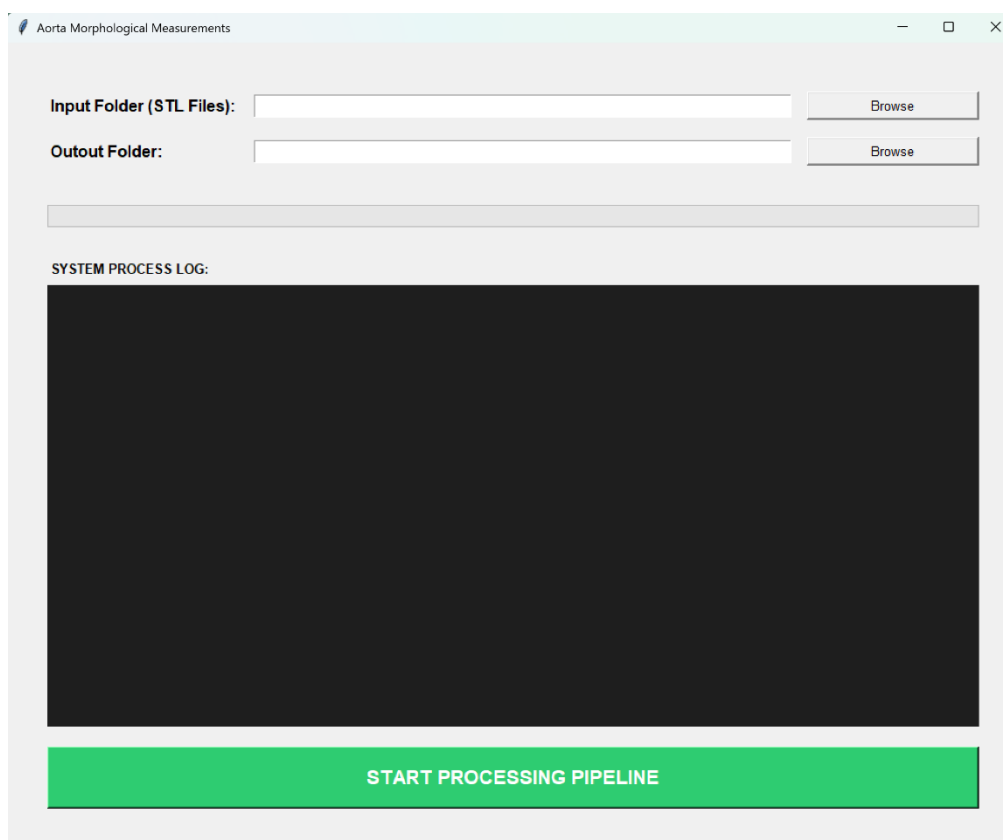 Aorta Morphological Measurements
Input Folder (STL Files): Browse
Outout Folder: Browse
SYSTEM PROCESS LOG:
START PROCESSING PIPELINE